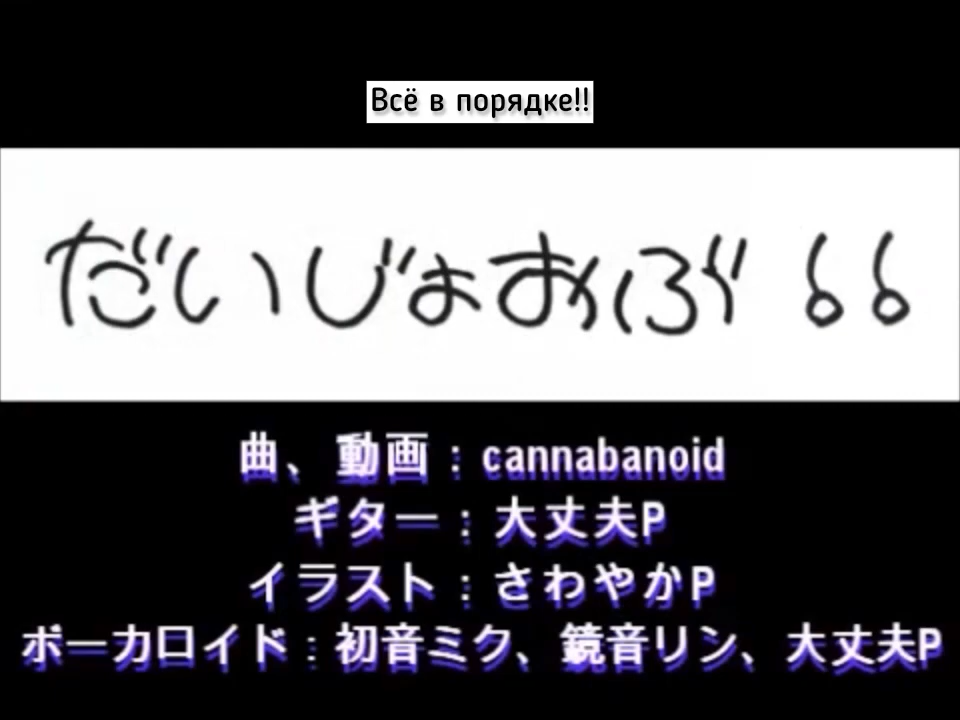 Всё в порядке!!
だいじょおぶ！！
曲、動画：cannabanoid
ギター：大丈夫P
イラスト：さわやかP
ボーカロイド：初音ミク、鏡音リン、大丈夫P